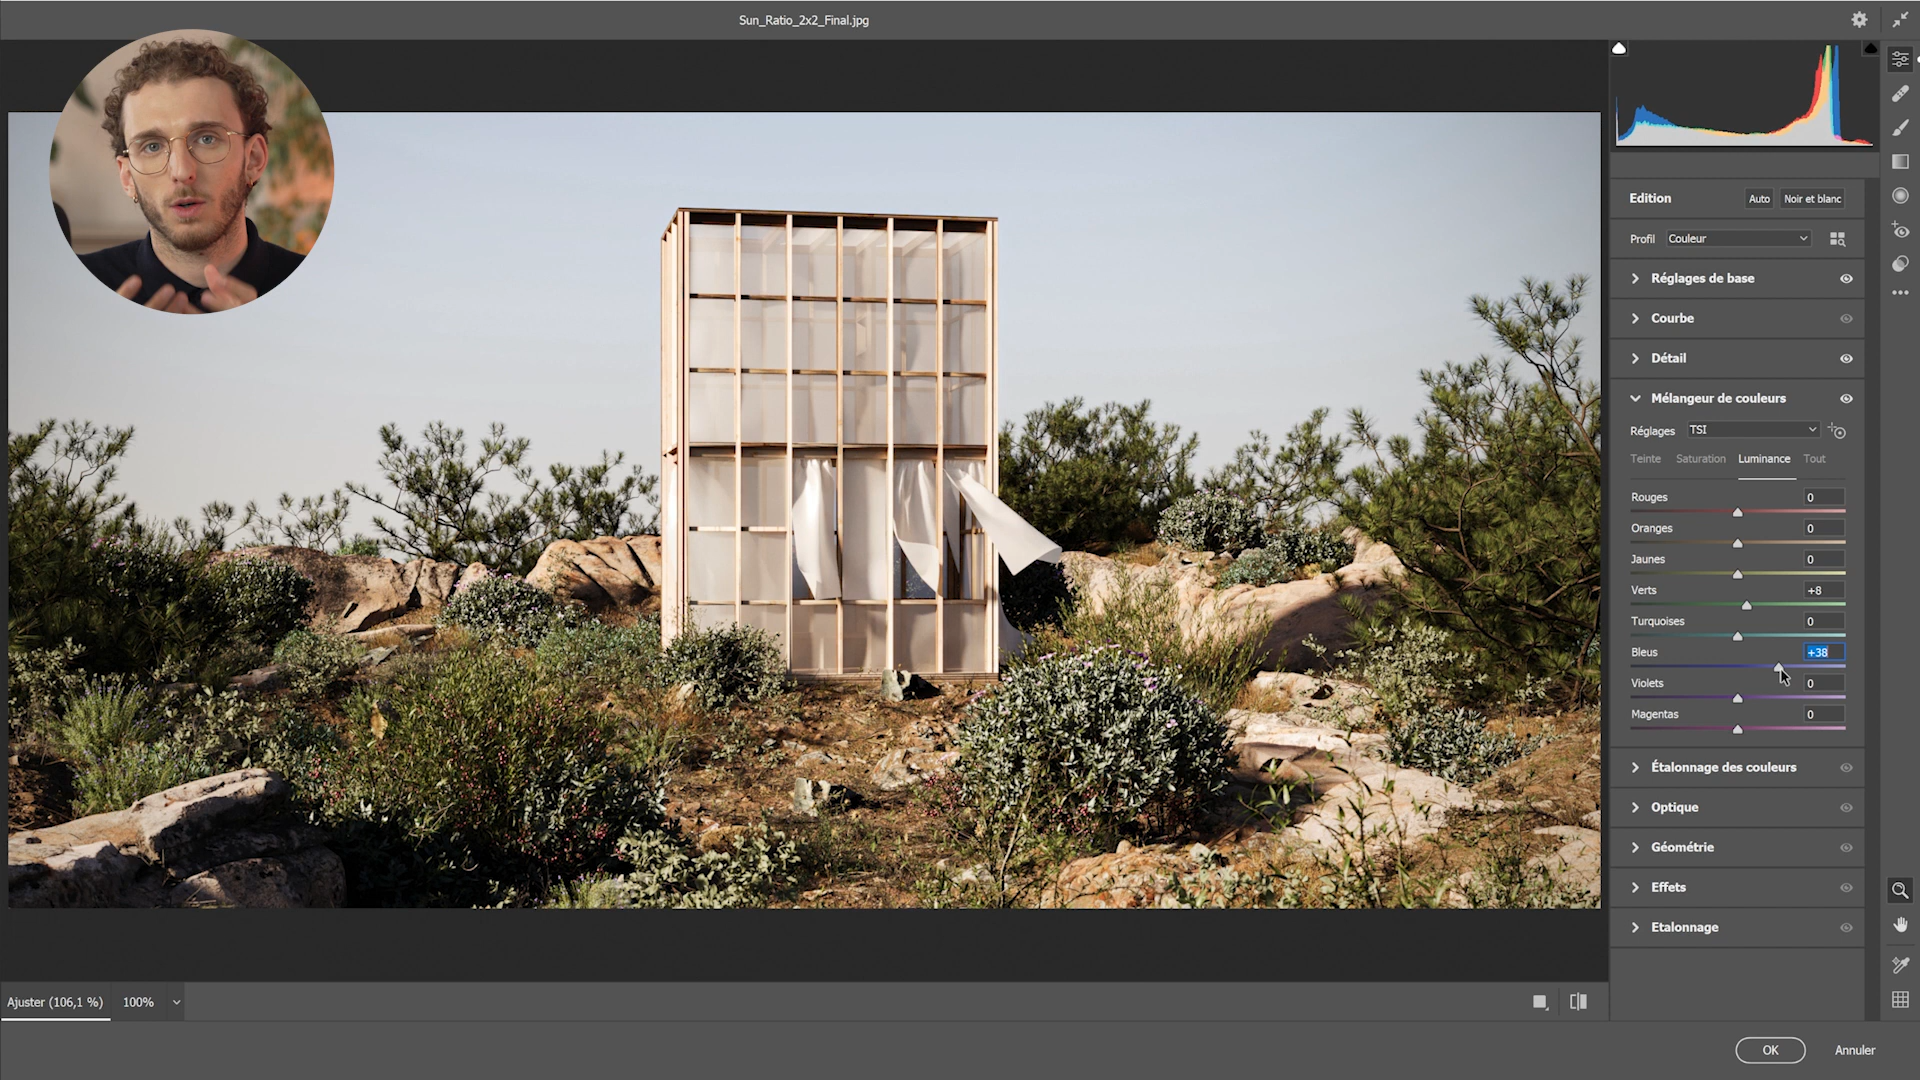 Sun_Ratio_2x2_Final.jpg
Edition
Auto
Noir et blanc
Profil
Couleur
Réglages de base
Courbe
Détail
Mélangeur de couleurs
Réglages
TSI
Teinte
Saturation
Luminance
Tout
Rouges
0
Oranges
0
Jaunes
0
Verts
+8
Turquoises
0
Bleus
+38
Violets
0
Magentas
0
Étalonnage des couleurs
Optique
Géométrie
Effets
Etalonnage
Ajuster (106,1 %)
100%
OK
Annuler